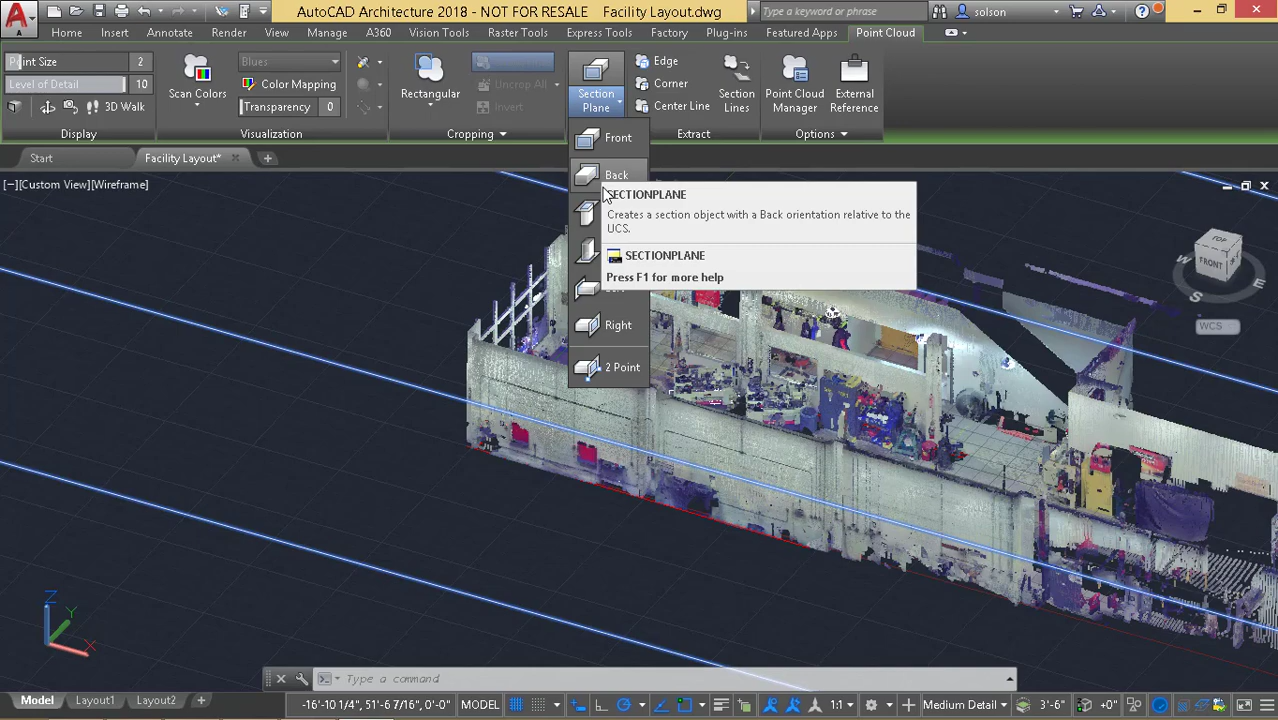 AutoCAD Architecture 2018 - NOT FOR RESALE Facility Layout.dwg
Type a keyword or phrase
solson
Home Insert Annotate Render View Manage A360 Vision Tools Raster Tools Express Tools Factory Plug-ins Featured Apps Point Cloud
Point Size 2
Level of Detail 10
3D Walk
Display
Scan Colors
Blues
Color Mapping
Transparency 0
Visualization
Rectangular
Uncrop All
Invert
Cropping
Section
Plane
Edge
Corner
Center Line
Section
Lines
Extract
Point Cloud
Manager
External
Reference
Options
Start Facility Layout*
[−][Custom View][Wireframe]
Front
Back
SECTIONPLANE
Creates a section object with a Back orientation relative to the
UCS.
SECTIONPLANE
Press F1 for more help
Right
2 Point
TOP
FRONT
W
S
E
WCS
Z
Y
X
Type a command
Model Layout1 Layout2
-16'-10 1/4", 51'-6 7/16", 0'-0" MODEL 1:1 Medium Detail 3'-6" +0"